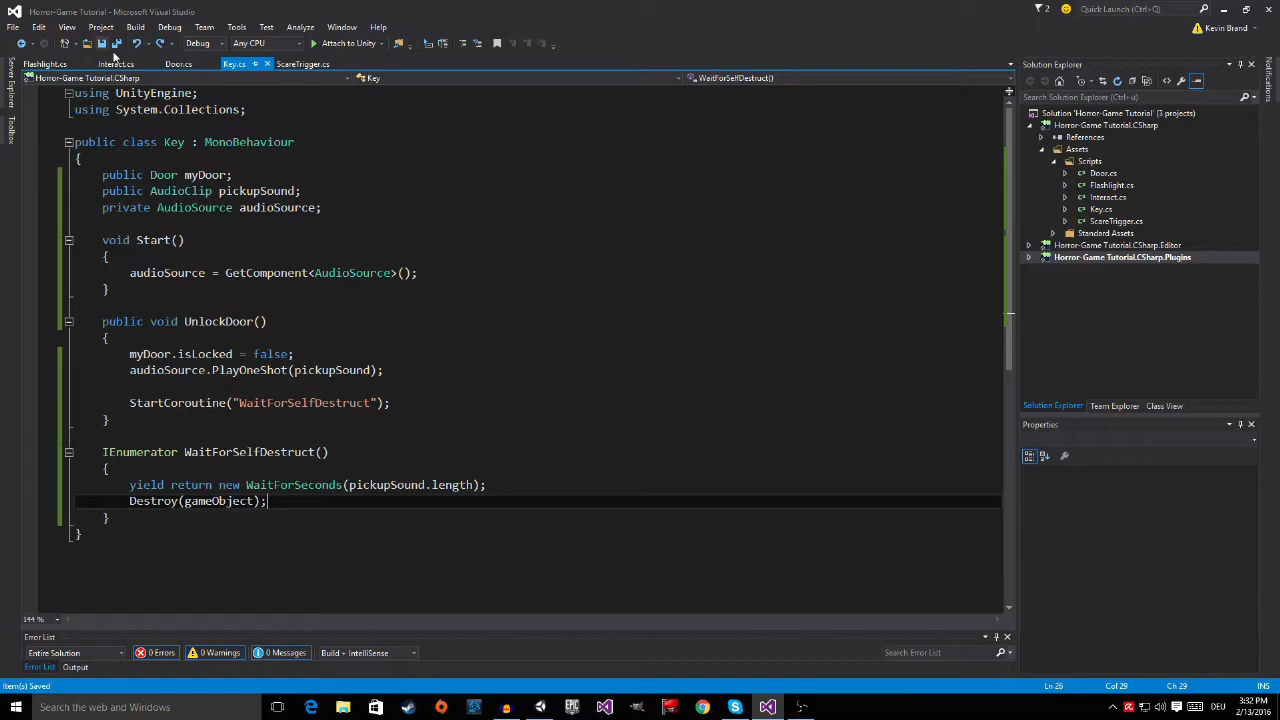 Horror-Game Tutorial - Microsoft Visual Studio
2
Quick Launch (Ctrl+Q)
File Edit View Project Build Debug Team Tools Test Analyze Window Help
Kevin Brand
Debug
Any CPU
Attach to Unity
Flashlight.cs
Interact.cs
Door.cs
Key.cs
ScareTrigger.cs
Horror-Game Tutorial.CSharp
Key
WaitForSelfDestruct()
Server Explorer
Toolbox
Notifications
using UnityEngine;
using System.Collections;
public class Key : MonoBehaviour
{
public Door myDoor;
public AudioClip pickupSound;
private AudioSource audioSource;
void Start()
{
audioSource = GetComponent<AudioSource>();
}
public void UnlockDoor()
{
myDoor.isLocked = false;
audioSource.PlayOneShot(pickupSound);
StartCoroutine("WaitForSelfDestruct");
}
IEnumerator WaitForSelfDestruct()
{
yield return new WaitForSeconds(pickupSound.length);
Destroy(gameObject);
}
}
144 %
Solution Explorer
Search Solution Explorer (Ctrl+ü)
Solution 'Horror-Game Tutorial' (3 projects)
Horror-Game Tutorial.CSharp
References
Assets
Scripts
Door.cs
Flashlight.cs
Interact.cs
Key.cs
ScareTrigger.cs
Standard Assets
Horror-Game Tutorial.CSharp.Editor
Horror-Game Tutorial.CSharp.Plugins
Solution Explorer Team Explorer Class View
Properties
Error List
Entire Solution
0 Errors
0 Warnings
0 Messages
Build + IntelliSense
Search Error List
Error List Output
Item(s) Saved
Ln 26
Col 29
Ch 29
INS
Search the web and Windows
DEU
3:32 PM
2/13/2016